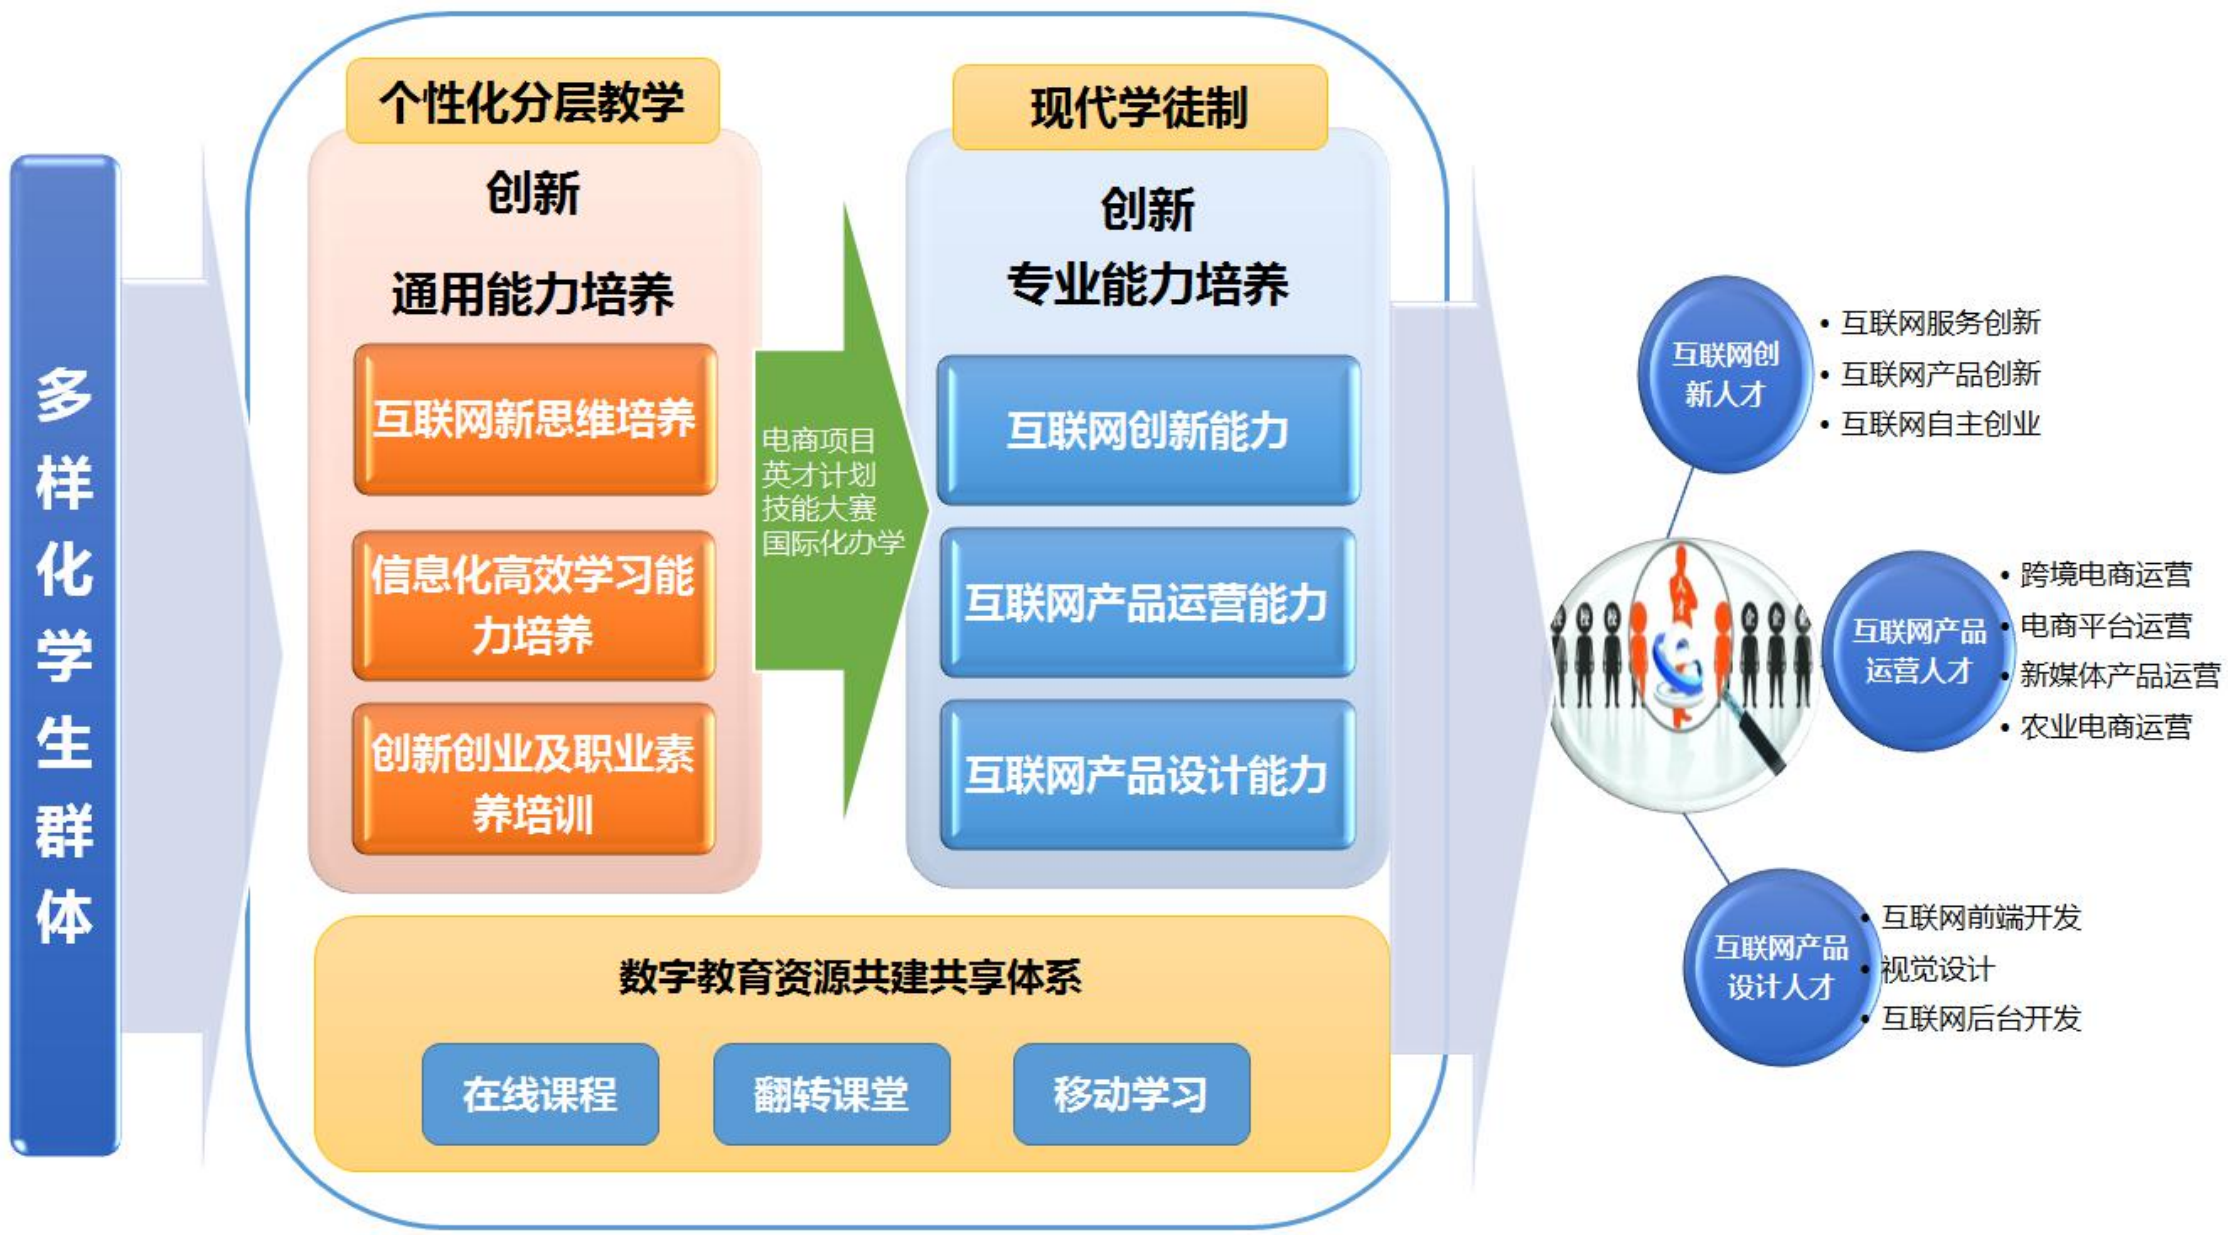 多样化学生群体
个性化分层教学
创新
通用能力培养
互联网新思维培养
信息化高效学习能
力培养
创新创业及职业素
养培训
电商项目
英才计划
技能大赛
国际化办学
现代学徒制
创新
专业能力培养
互联网创新能力
互联网产品运营能力
互联网产品设计能力
数字教育资源共建共享体系
在线课程
翻转课堂
移动学习
互联网创
新人才
• 互联网服务创新
• 互联网产品创新
• 互联网自主创业
人才
互联网产品
运营人才
• 跨境电商运营
• 电商平台运营
• 新媒体产品运营
• 农业电商运营
互联网产品
设计人才
• 互联网前端开发
• 视觉设计
• 互联网后台开发